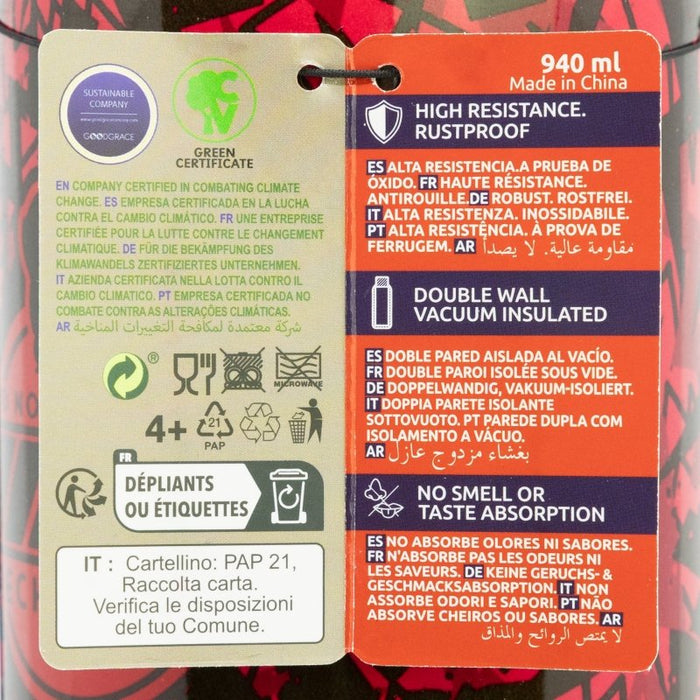 SUSTAINABLE
COMPANY
GOODGRACE
CV
GREEN
CERTIFICATE
EN COMPANY CERTIFIED IN COMBATING CLIMATE
CHANGE. ES EMPRESA CERTIFICADA EN LA LUCHA
CONTRA EL CAMBIO CLIMÁTICO. FR UNE ENTREPRISE
CERTIFIÉE POUR LA LUTTE CONTRE LE CHANGEMENT
CLIMATIQUE. DE FÜR DIE BEKÄMPFUNG DES
KLIMAWANDELS ZERTIFIZIERTES UNTERNEHMEN.
IT AZIENDA CERTIFICATA NELLA LOTTA CONTRO IL
CAMBIO CLIMATICO. PT EMPRESA CERTIFICADA NO
COMBATE CONTRA AS ALTERAÇÕES CLIMÁTICAS.
AR شركة معتمدة لمكافحة التغييرات المناخية
®
MICROWAVE
4+
21
PAP
FR
DÉPLIANTS
OU ÉTIQUETTES
IT : Cartellino: PAP 21,
Raccolta carta.
Verifica le disposizioni
del tuo Comune.
940 ml
Made in China
HIGH RESISTANCE.
RUSTPROOF
ES ALTA RESISTENCIA.A PRUEBA DE
ÓXIDO. FR HAUTE RÉSISTANCE.
ANTIROUILLE.DE ROBUST. ROSTFREI.
IT ALTA RESISTENZA. INOSSIDABILE.
PT ALTA RESISTÊNCIA. À PROVA DE
FERRUGEM. AR مقاومة عالية. لا يصدأ
DOUBLE WALL
VACUUM INSULATED
ES DOBLE PARED AISLADA AL VACÍO.
FR DOUBLE PAROI ISOLÉE SOUS VIDE.
DE DOPPELWANDIG, VAKUUM-ISOLIERT.
IT DOPPIA PARETE ISOLANTE
SOTTOVUOTO. PT PAREDE DUPLA COM
ISOLAMENTO A VÁCUO.
AR بغشاء مزدوج عازل
NO SMELL OR
TASTE ABSORPTION
ES NO ABSORBE OLORES NI SABORES.
FR N'ABSORBE PAS LES ODEURS NI
LES SAVEURS. DE KEINE GERUCHS- &
GESCHMACKSABSORPTION. IT NON
ASSORBE ODORI E SAPORI. PT NÃO
ABSORVE CHEIROS OU SABORES. AR
لا يمتص الروائح والمذاق